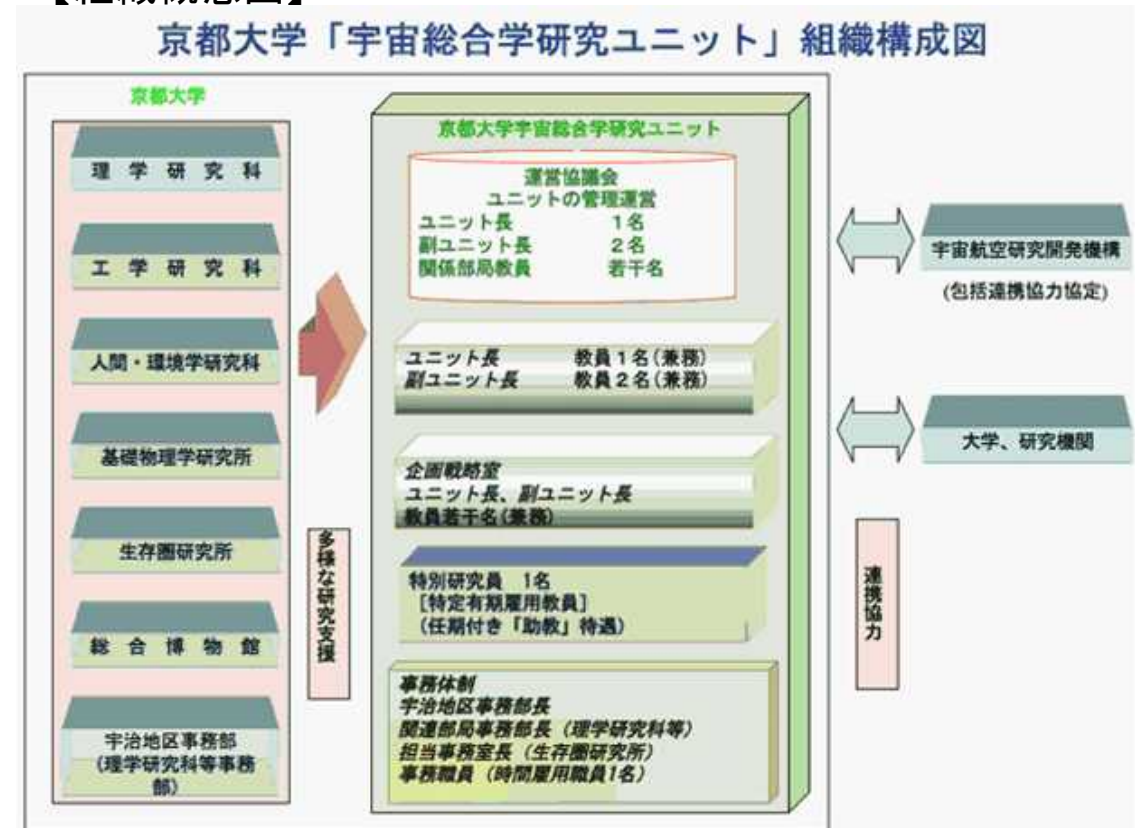 【組織概念図】
京都大学「宇宙総合学研究ユニット」組織構成図
京都大学
理学研究科
工学研究科
人間・環境学研究科
基礎物理学研究所
生存圏研究所
総合博物館
宇治地区事務部
(理学研究科等事務
部)
多様な研究支援
京都大学宇宙総合学研究ユニット
運営協議会
ユニットの管理運営
ユニット長 1名
副ユニット長 2名
関係部局教員 若干名
ユニット長 教員1名(兼務)
副ユニット長 教員2名(兼務)
企画戦略室
ユニット長、副ユニット長
教員若干名(兼務)
特別研究員 1名
[特定有期雇用教員]
(任期付き「助教」待遇)
事務体制
宇治地区事務部長
関連部局事務部長(理学研究科等)
担当事務室長(生存圏研究所)
事務職員(時間雇用職員1名)
宇宙航空研究開発機構
(包括連携協力協定)
大学、研究機関
連携協力